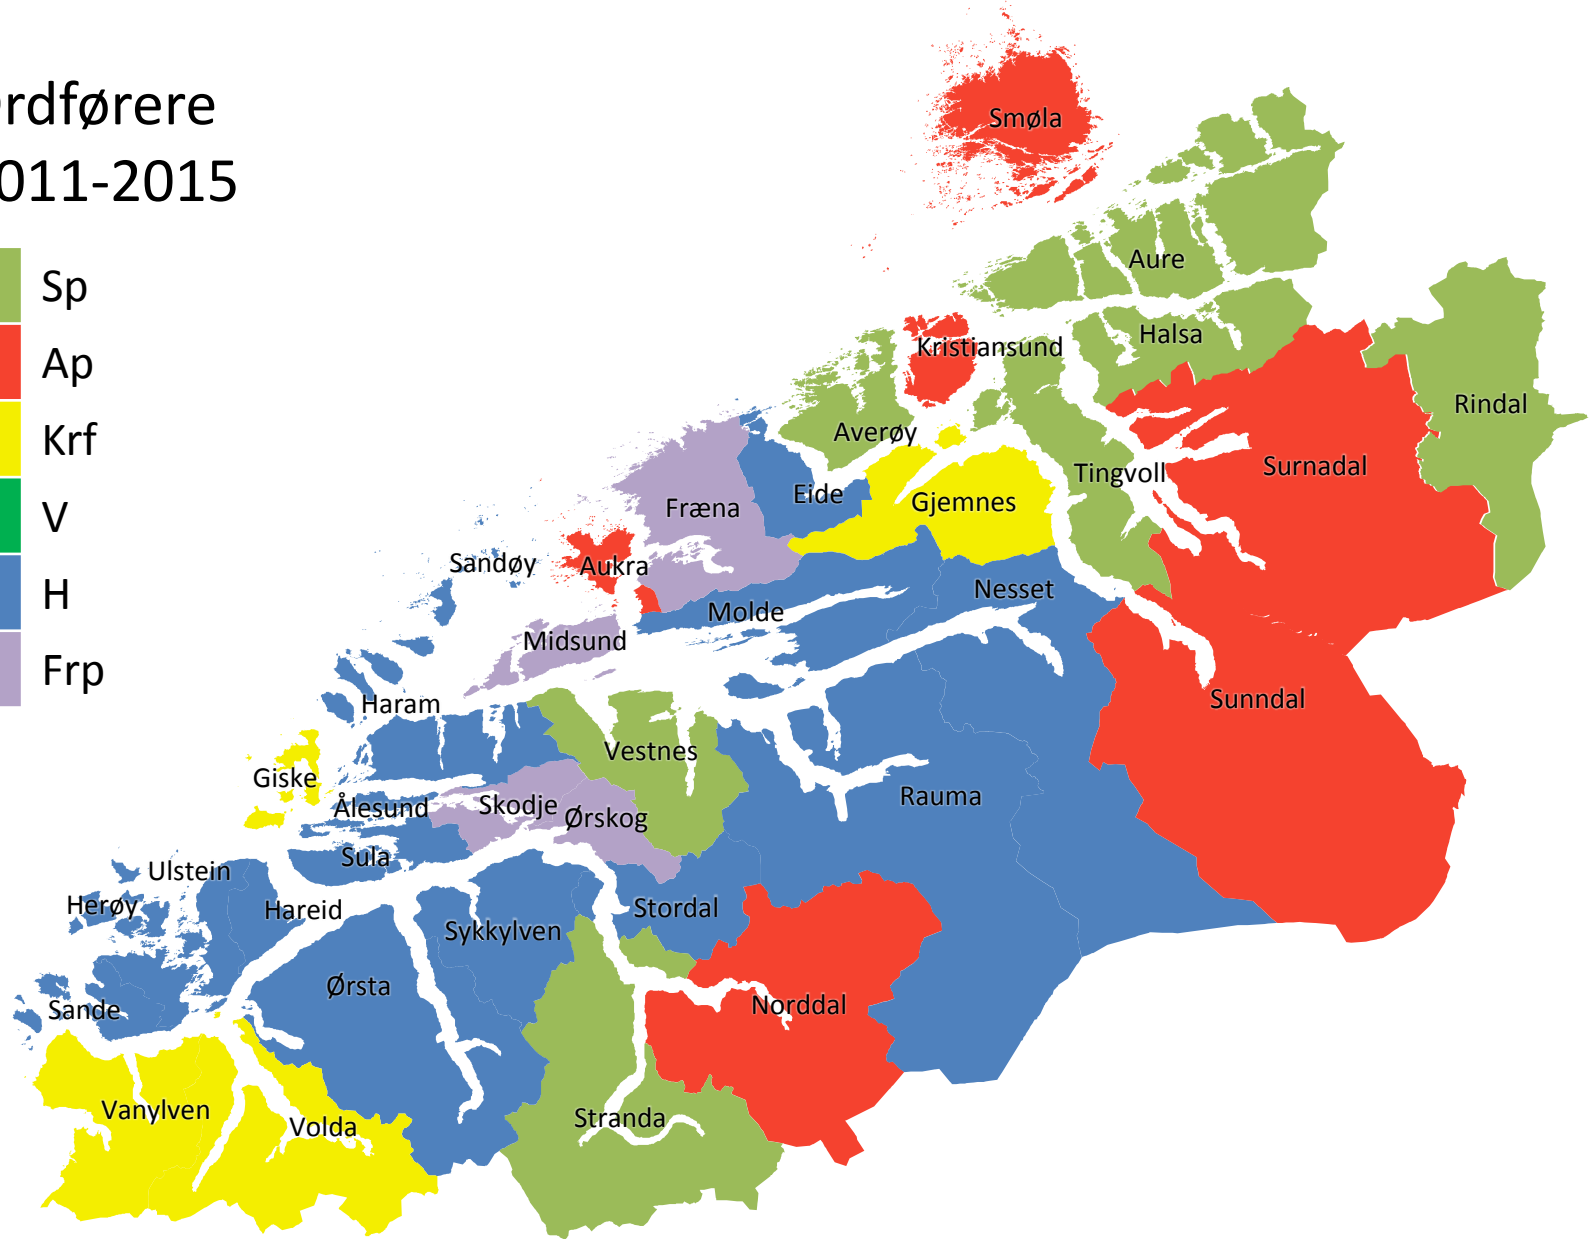 rdførere
011-2015
Sp
Ap
Krf
V
H
Frp
Smøla
Aure
Halsa
Kristiansund
Rindal
Averøy
Surnadal
Tingvoll
Eide
Gjemnes
Fræna
Sandøy
Aukra
Nesset
Molde
Midsund
Sunndal
Haram
Vestnes
Giske
Rauma
Ålesund
Skodje
Ørskog
Sula
Ulstein
Herøy
Hareid
Stordal
Sykkylven
Ørsta
Norddal
Sande
Vanylven
Stranda
Volda